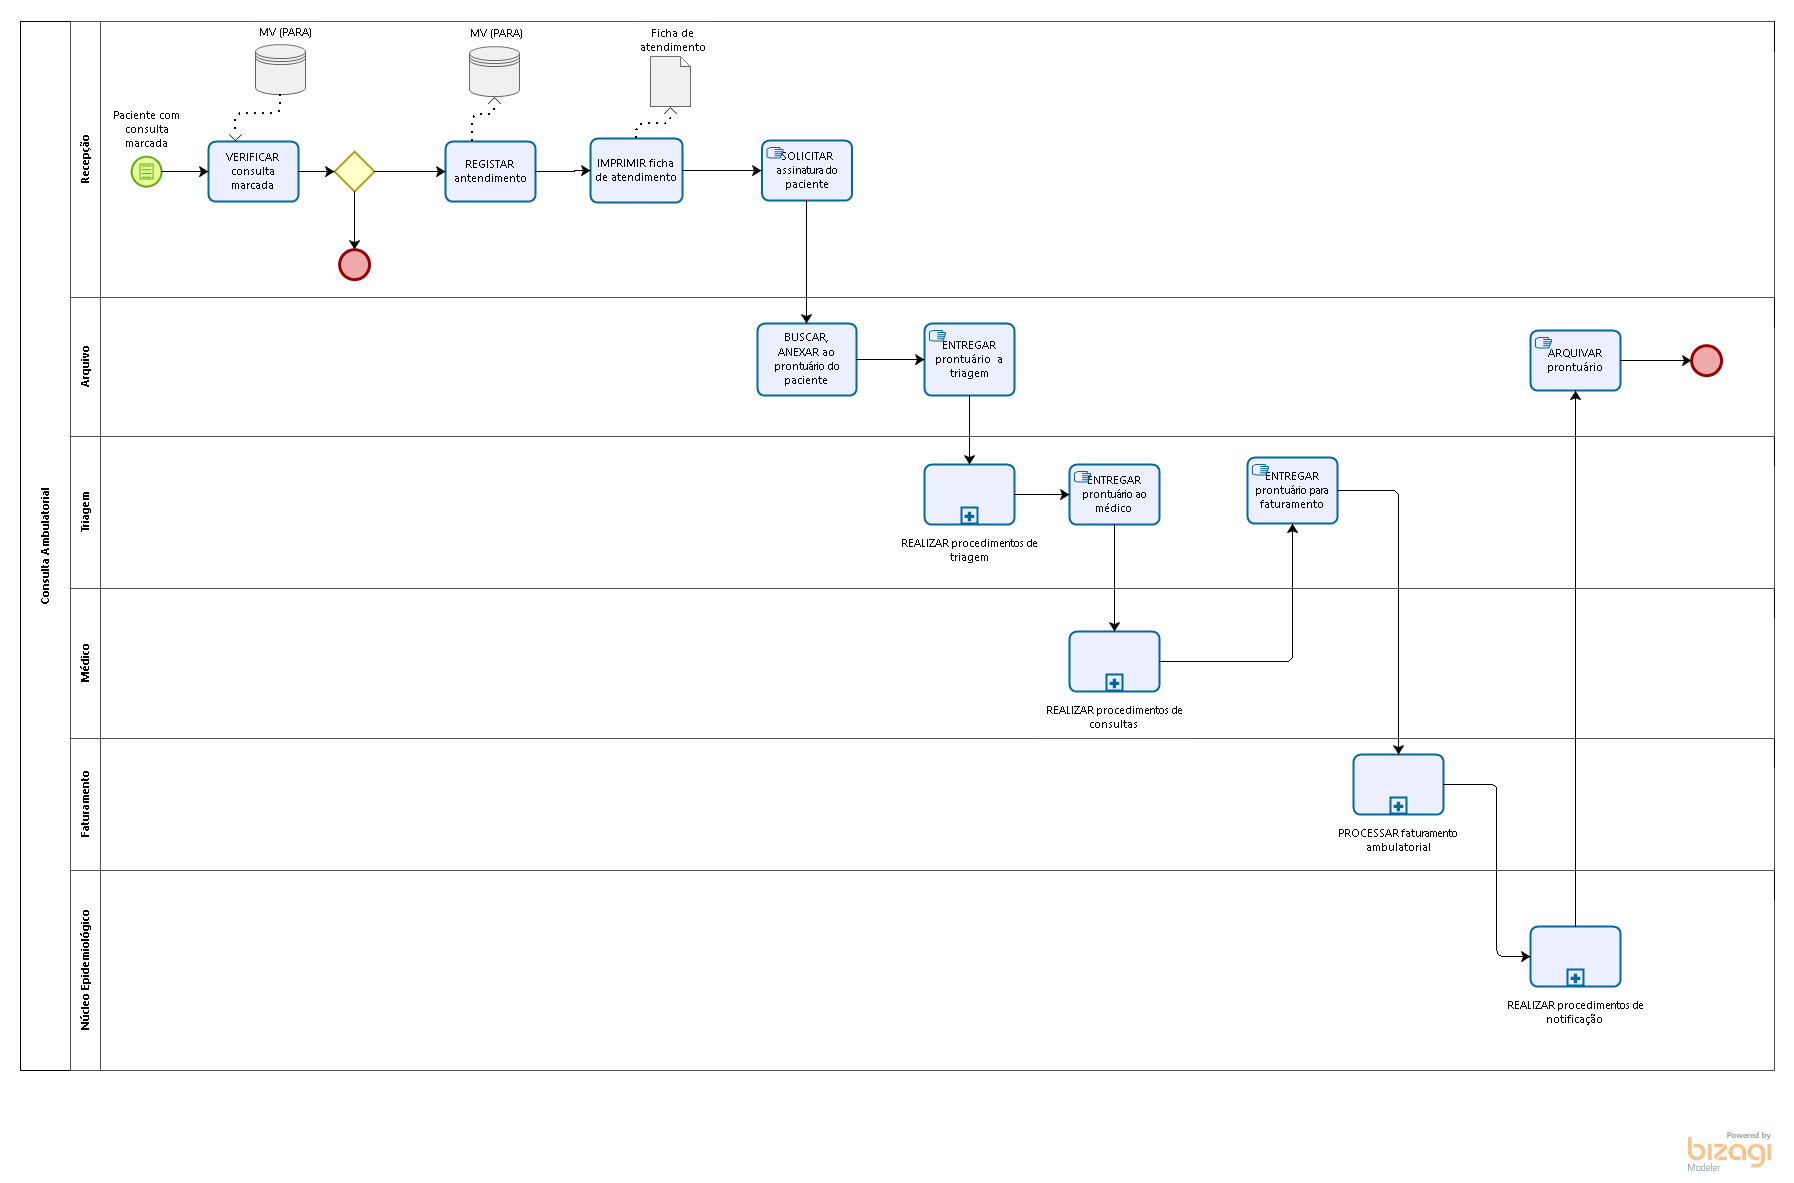 Consulta Ambulatorial
Recepção
MV (PARA)
MV (PARA)
Ficha de
atendimento
Paciente com
consulta
marcada
VERIFICAR
consulta
marcada
REGISTAR
antendimento
IMPRIMIR ficha
de atendimento
SOLICITAR
assinatura do
paciente
Arquivo
BUSCAR,
ANEXAR ao
prontuário do
paciente
ENTREGAR
prontuário a
triagem
ARQUIVAR
prontuário
Triagem
REALIZAR procedimentos de
triagem
ENTREGAR
prontuário ao
médico
ENTREGAR
prontuário para
faturamento
Médico
REALIZAR procedimentos de
consultas
Faturamento
PROCESSAR faturamento
ambulatorial
Núcleo Epidemiológico
REALIZAR procedimentos de
notificação
Powered by
bizagi
Modeler